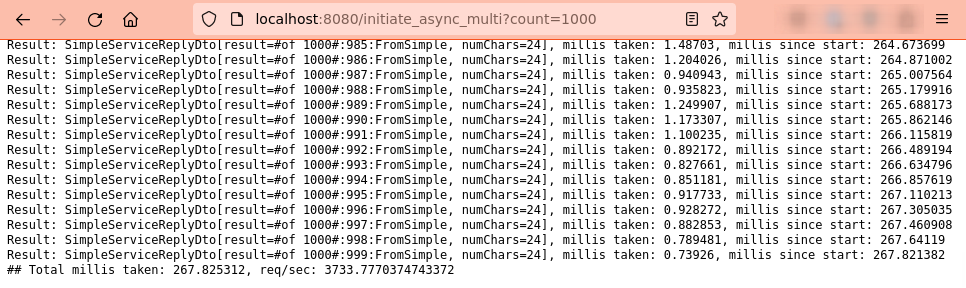 localhost:8080/initiate_async_multi?count=1000
Result: SimpleServiceReplyDto[result=#of 1000#:985:FromSimple, numChars=24], millis taken: 1.48703, millis since start: 264.673699
Result: SimpleServiceReplyDto[result=#of 1000#:986:FromSimple, numChars=24], millis taken: 1.204026, millis since start: 264.871002
Result: SimpleServiceReplyDto[result=#of 1000#:987:FromSimple, numChars=24], millis taken: 0.940943, millis since start: 265.007564
Result: SimpleServiceReplyDto[result=#of 1000#:988:FromSimple, numChars=24], millis taken: 0.935823, millis since start: 265.179916
Result: SimpleServiceReplyDto[result=#of 1000#:989:FromSimple, numChars=24], millis taken: 1.249907, millis since start: 265.688173
Result: SimpleServiceReplyDto[result=#of 1000#:990:FromSimple, numChars=24], millis taken: 1.173307, millis since start: 265.862146
Result: SimpleServiceReplyDto[result=#of 1000#:991:FromSimple, numChars=24], millis taken: 1.100235, millis since start: 266.115819
Result: SimpleServiceReplyDto[result=#of 1000#:992:FromSimple, numChars=24], millis taken: 0.892172, millis since start: 266.489194
Result: SimpleServiceReplyDto[result=#of 1000#:993:FromSimple, numChars=24], millis taken: 0.827661, millis since start: 266.634796
Result: SimpleServiceReplyDto[result=#of 1000#:994:FromSimple, numChars=24], millis taken: 0.851181, millis since start: 266.857619
Result: SimpleServiceReplyDto[result=#of 1000#:995:FromSimple, numChars=24], millis taken: 0.917733, millis since start: 267.110213
Result: SimpleServiceReplyDto[result=#of 1000#:996:FromSimple, numChars=24], millis taken: 0.928272, millis since start: 267.305035
Result: SimpleServiceReplyDto[result=#of 1000#:997:FromSimple, numChars=24], millis taken: 0.882853, millis since start: 267.460908
Result: SimpleServiceReplyDto[result=#of 1000#:998:FromSimple, numChars=24], millis taken: 0.789481, millis since start: 267.64119
Result: SimpleServiceReplyDto[result=#of 1000#:999:FromSimple, numChars=24], millis taken: 0.73926, millis since start: 267.821382
## Total millis taken: 267.825312, req/sec: 3733.7770374743372